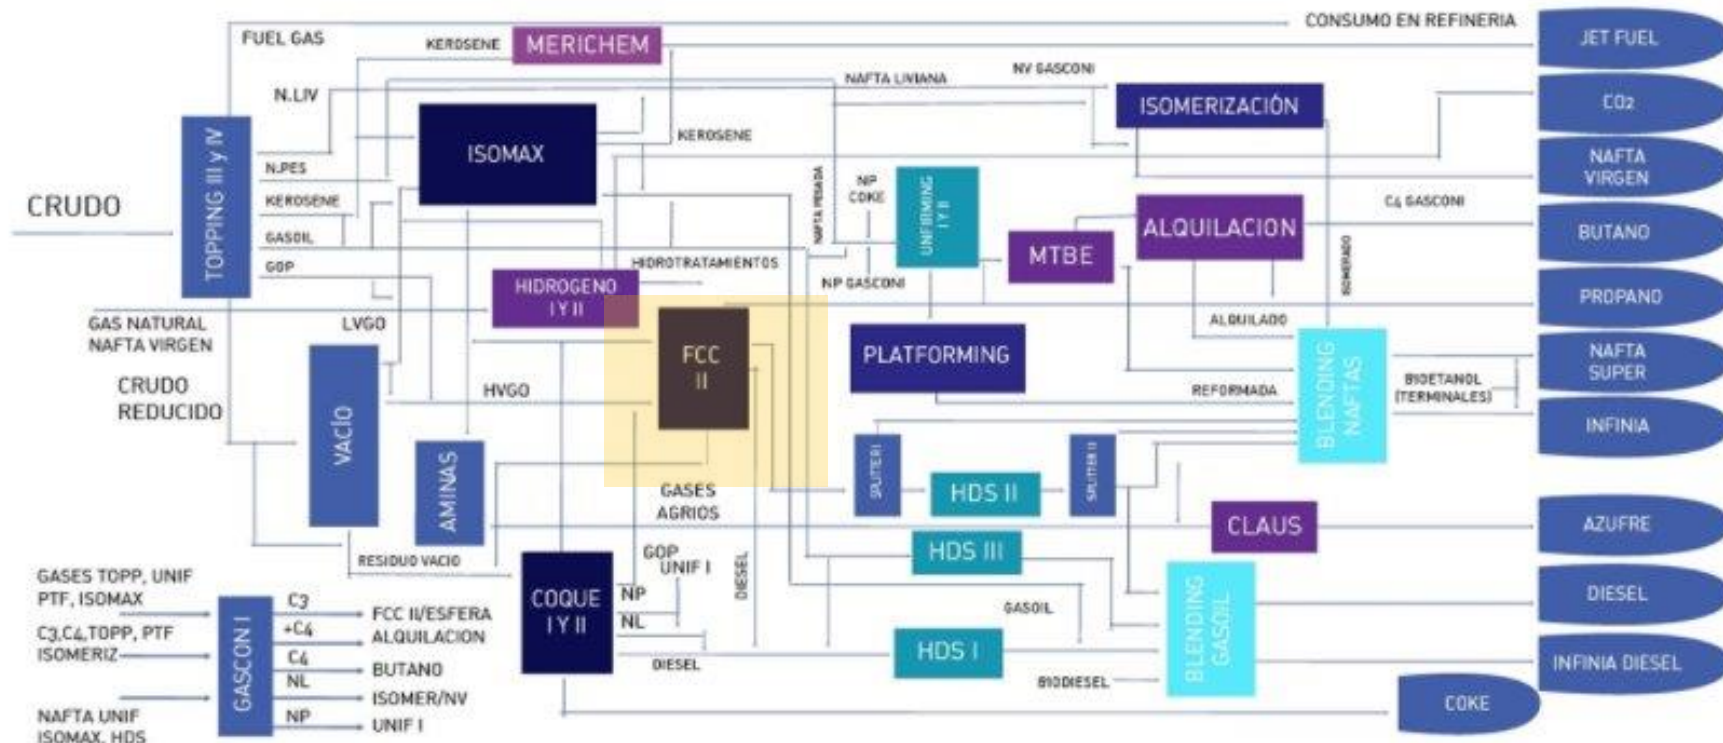 CONSUMO EN REFINERIA
JET FUEL
FUEL GAS
KEROSENE
MERICHEM
NAFTA LIVIANA
NV GASCONI
N.LIV
ISOMAX
KEROSENE
ISOMERIZACIÓN
CO2
TOPPING III y IV
N.PES
KEROSENE
GASOIL
GOP
CRUDO
NAFTA PESADA
NP
COKE
UNFIRMING
I Y II
NAFTA
VIRGEN
C4 GASCONI
ALQUILACION
MTBE
BUTANO
HIDROTRATAMIENTOS
HIDROGENO
I Y II
NP GASCONI
ISOMERADO
PROPANO
GAS NATURAL
NAFTA VIRGEN
LVGO
FCC
II
PLATFORMING
ALQUILADO
BLENDING
NAFTAS
NAFTA
SUPER
CRUDO
REDUCIDO
HVGO
REFORMADA
BIOETANOL
(TERMINALES)
INFINIA
VACÍO
AMINAS
GASES
AGRIOS
SPLITTER I
HDS II
SPLITTER II
CLAUS
AZUFRE
RESIDUO VACIO
HDS III
COQUE
I Y II
GOP
UNIF I
NP
NL
DIESEL
DIESEL
GASOIL
HDS I
BIODIESEL
BLENDING
GASOIL
DIESEL
INFINIA DIESEL
COKE
GASES TOPP, UNIF
PTF, ISOMAX
C3,C4,TOPP, PTF
ISOMERIZ
NAFTA UNIF
ISOMAX, HDS
GASCON I
C3
FCC II/ESFERA
+C4
ALQUILACION
C4
BUTANO
NL
ISOMER/NV
NP
UNIF I